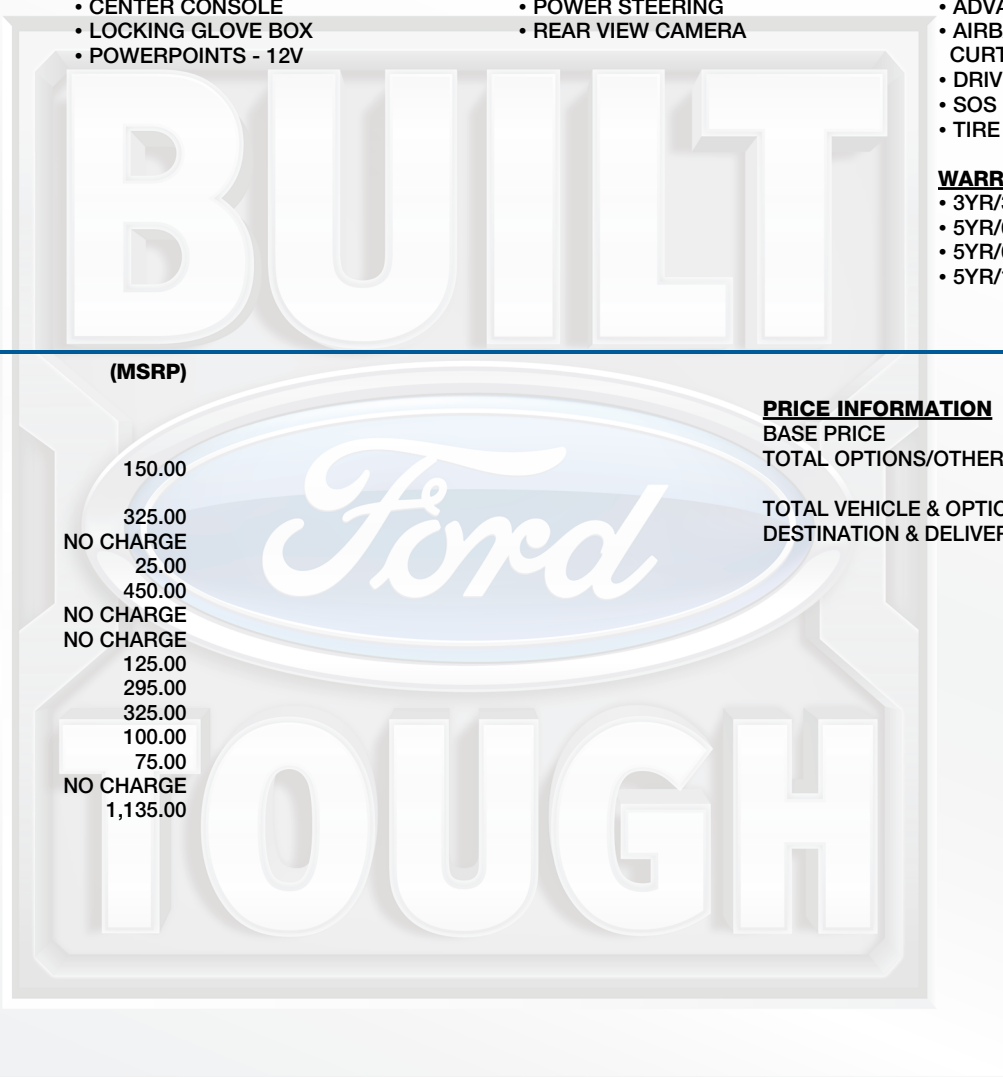 • CENTER CONSOLE
• LOCKING GLOVE BOX
• POWERPOINTS - 12V
• POWER STEERING
• REAR VIEW CAMERA
• ADVA
• AIRB
CURT
• DRIV
• SOS
• TIRE
WARR
• 3YR/
• 5YR/
• 5YR/
• 5YR/
BUILT
Ford
TOUGH
(MSRP)
150.00
325.00
NO CHARGE
25.00
450.00
NO CHARGE
NO CHARGE
125.00
295.00
325.00
100.00
75.00
NO CHARGE
1,135.00
PRICE INFORMATION
BASE PRICE
TOTAL OPTIONS/OTHER
TOTAL VEHICLE & OPTIO
DESTINATION & DELIVER